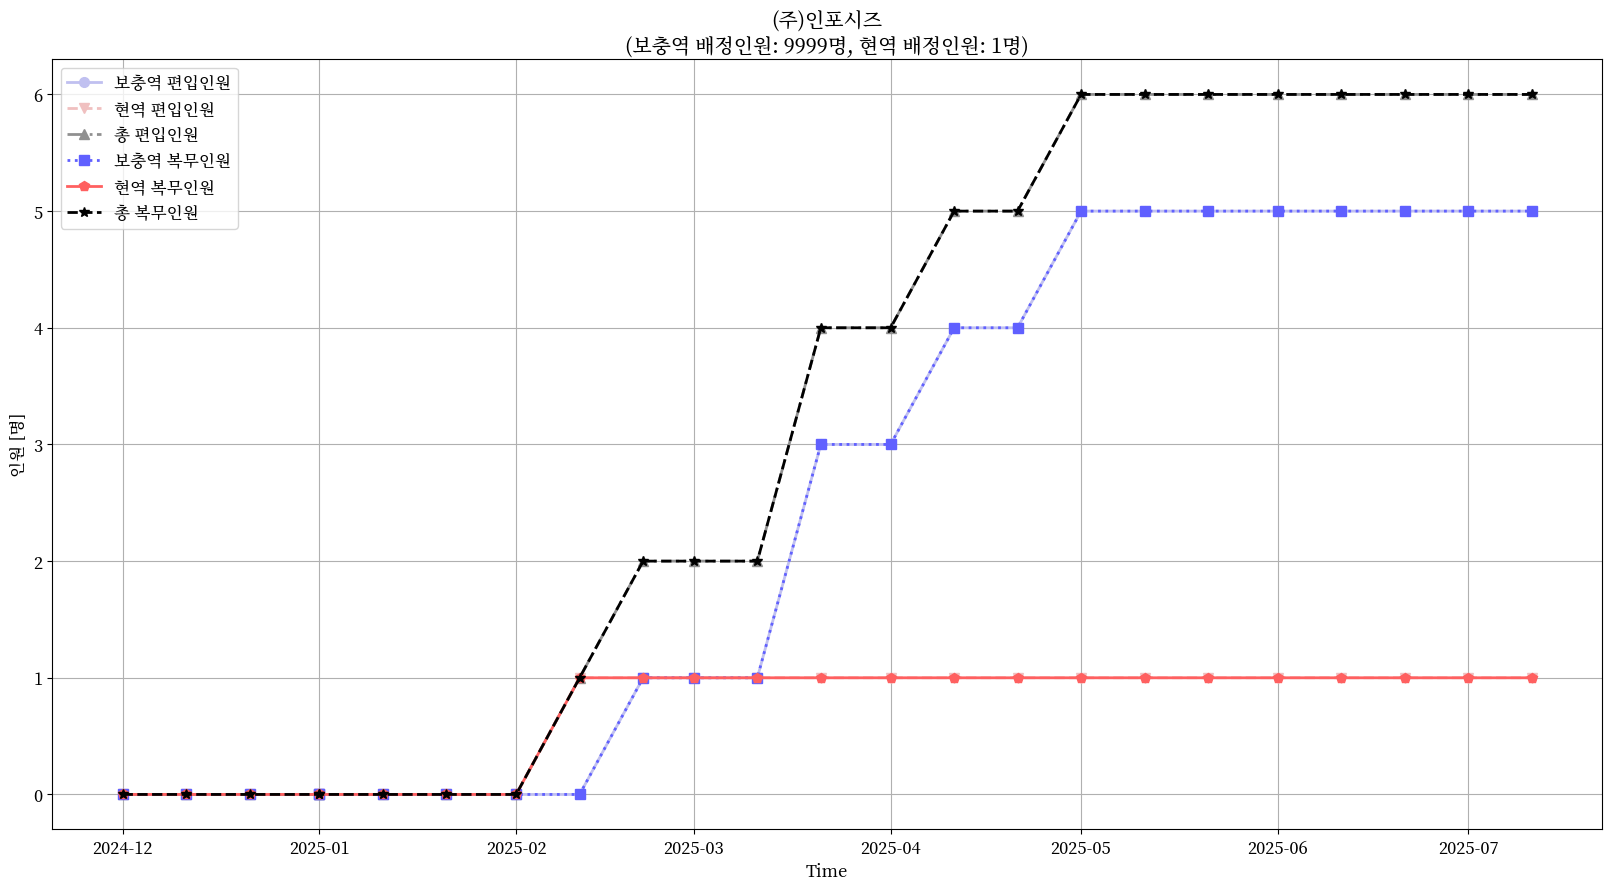 (주)인포시즈
(보충역 배정인원: 9999명, 현역 배정인원: 1명)
보충역 편입인원
현역 편입인원
총 편입인원
보충역 복무인원
현역 복무인원
총 복무인원
인원 [명]
6
5
4
3
2
1
0
2024-12 2025-01 2025-02 2025-03 2025-04 2025-05 2025-06 2025-07
Time